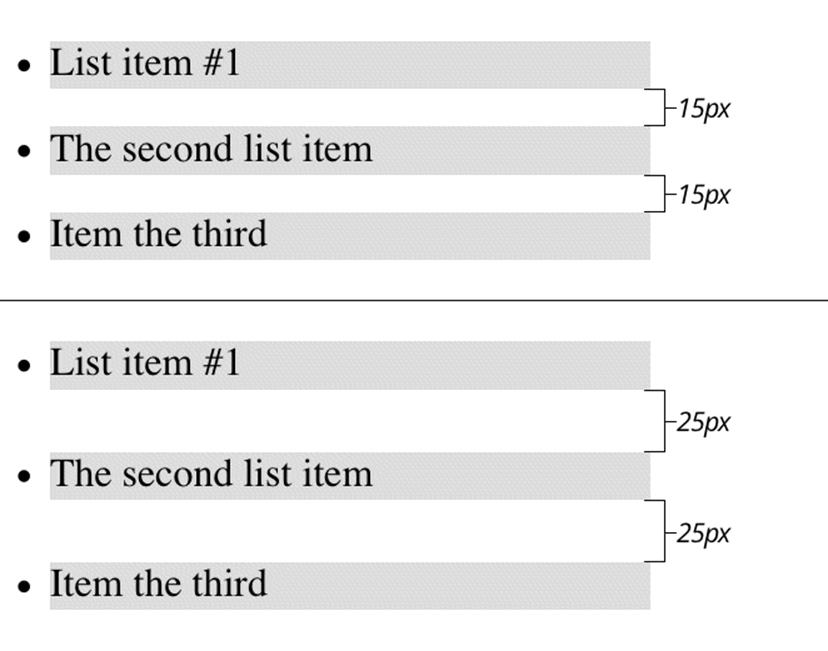 List item #1
15px
The second list item
15px
Item the third
List item #1
25px
The second list item
25px
Item the third